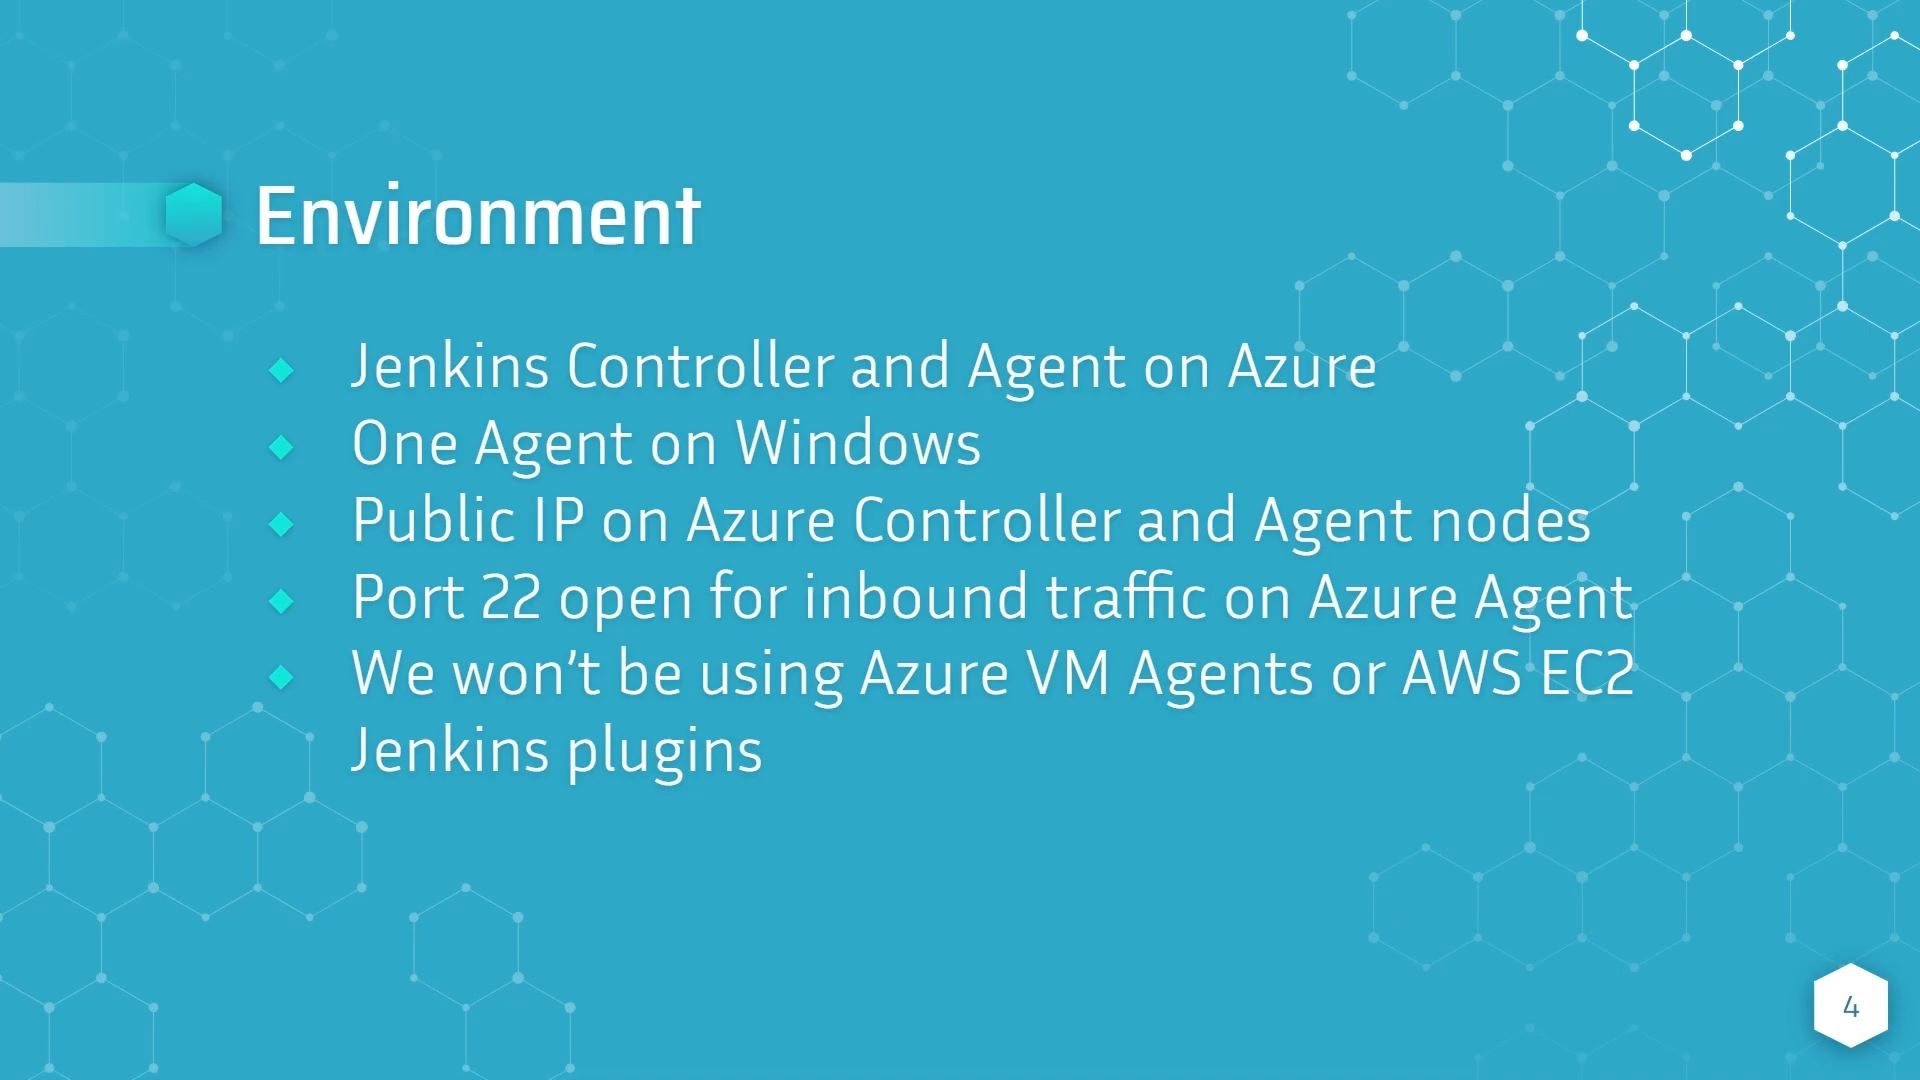 Environment
Jenkins Controller and Agent on Azure
One Agent on Windows
Public IP on Azure Controller and Agent nodes
Port 22 open for inbound traffic on Azure Agent
We won't be using Azure VM Agents or AWS EC2
Jenkins plugins
4